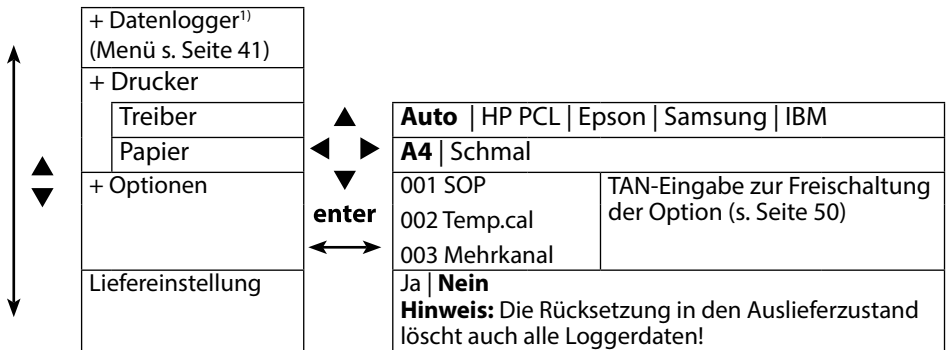 + Datenlogger1)
(Menü s. Seite 41)
+ Drucker
Treiber
Auto | HP PCL | Epson | Samsung | IBM
Papier
A4 | Schmal
+ Optionen
enter
001 SOP
002 Temp.cal
003 Mehrkanal
TAN-Eingabe zur Freischaltung
der Option (s. Seite 50)
Liefereinstellung
Ja | Nein
Hinweis: Die Rücksetzung in den Auslieferzustand
löscht auch alle Loggerdaten!